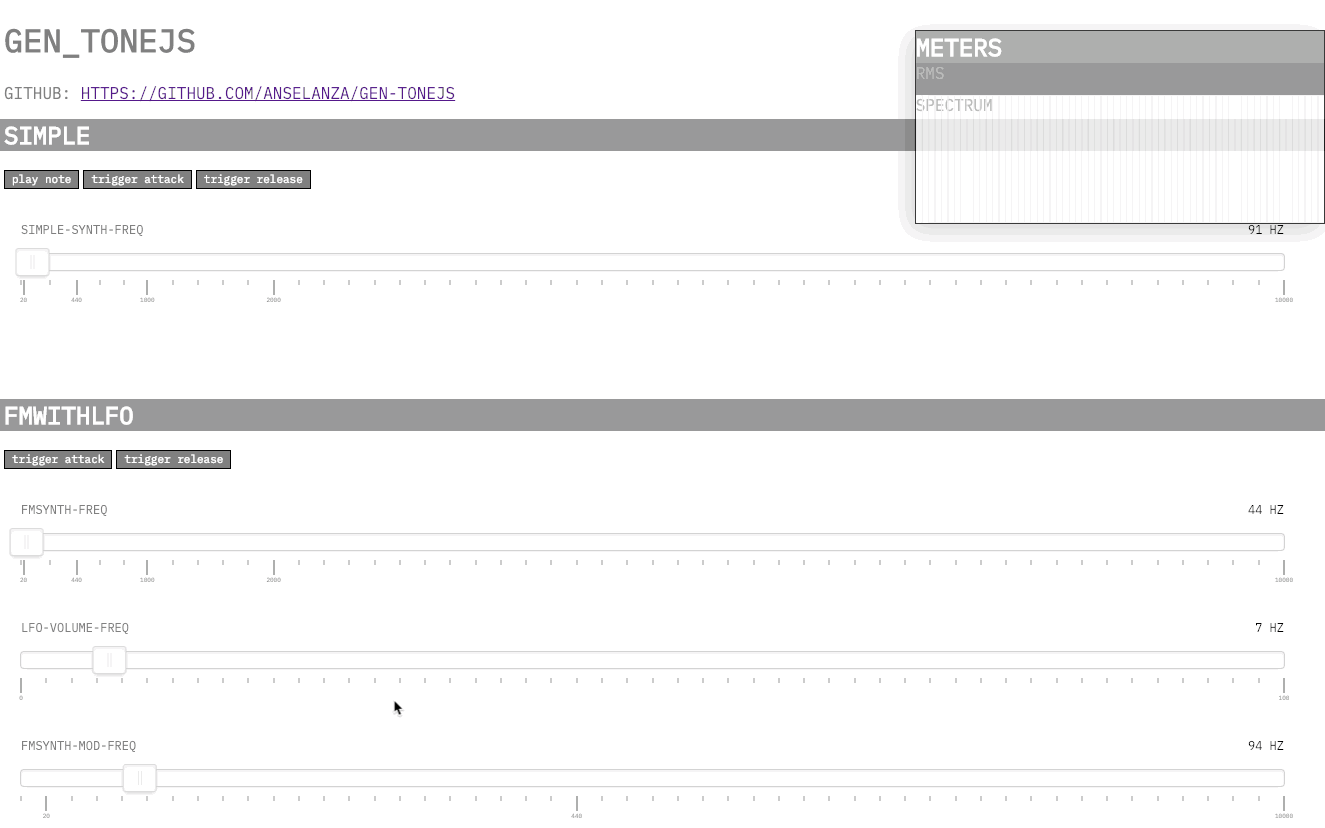 GEN_TONEJS
METERS
RMS
GITHUB: HTTPS://GITHUB.COM/ANSELANZA/GEN-TONEJS
SPECTRUM
SIMPLE
play note trigger attack trigger release
SIMPLE-SYNTH-FREQ 91 HZ
20 440 1000 2000 10000
FMWITHLFO
trigger attack trigger release
FMSYNTH-FREQ 44 HZ
20 440 1000 2000 10000
LFO-VOLUME-FREQ 7 HZ
0 100
FMSYNTH-MOD-FREQ 94 HZ
20 440 10000